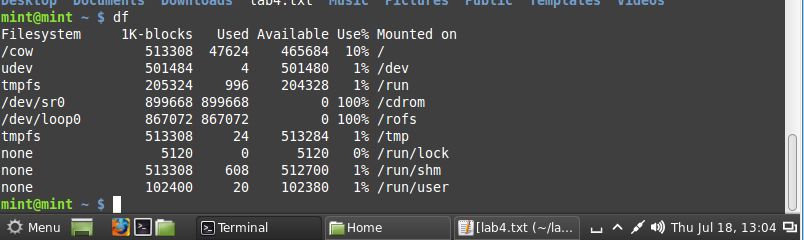 Desktop Documents Downloads lab4.txt Music Pictures Public Templates Videos
mint@mint ~ $ df
Filesystem     1K-blocks   Used Available Use% Mounted on
/cow              513308  47624    465684  10% /
udev              501484      4    501480   1% /dev
tmpfs             205324    996    204328   1% /run
/dev/sr0          899668 899668         0 100% /cdrom
/dev/loop0        867072 867072         0 100% /rofs
tmpfs             513308     24    513284   1% /tmp
none                5120      0      5120   0% /run/lock
none              513308    608    512700   1% /run/shm
none              102400     20    102380   1% /run/user
mint@mint ~ $
Menu Terminal Home [lab4.txt (~/la... Thu Jul 18, 13:04